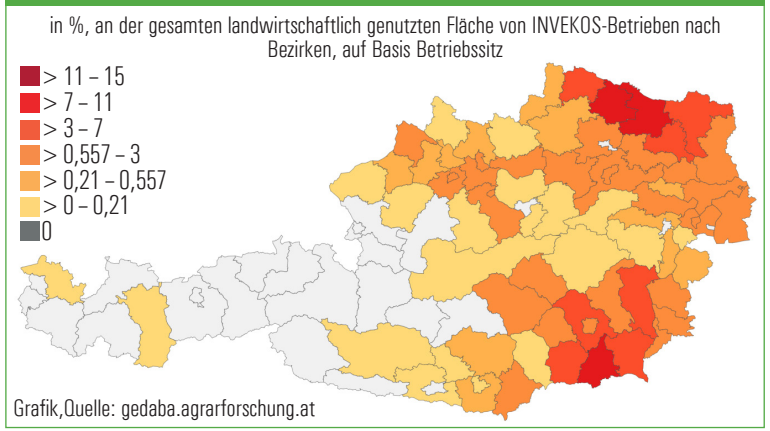 in %, an der gesamten landwirtschaftlich genutzten Fläche von INVEKOS-Betrieben nach
Bezirken, auf Basis Betriebssitz
> 11 – 15
> 7 – 11
> 3 – 7
> 0,557 – 3
> 0,21 – 0,557
> 0 – 0,21
0
Grafik,Quelle: gedaba.agrarforschung.at